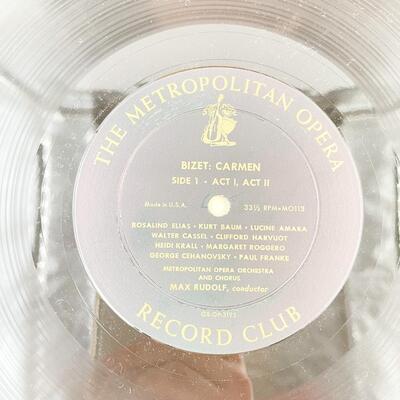 THE METROPOLITAN OPERA
BIZET: CARMEN
SIDE 1 • ACT I, ACT II
Made in U.S.A.
33⅓ RPM•MO113
ROSALIND ELIAS • KURT BAUM • LUCINE AMARA
WALTER CASSEL • CLIFFORD HARVUOT
HEIDI KRALL • MARGARET ROGGERO
GEORGE CEHANOVSKY • PAUL FRANKE
METROPOLITAN OPERA ORCHESTRA
AND CHORUS
MAX RUDOLF, conductor
RECORD CLUB